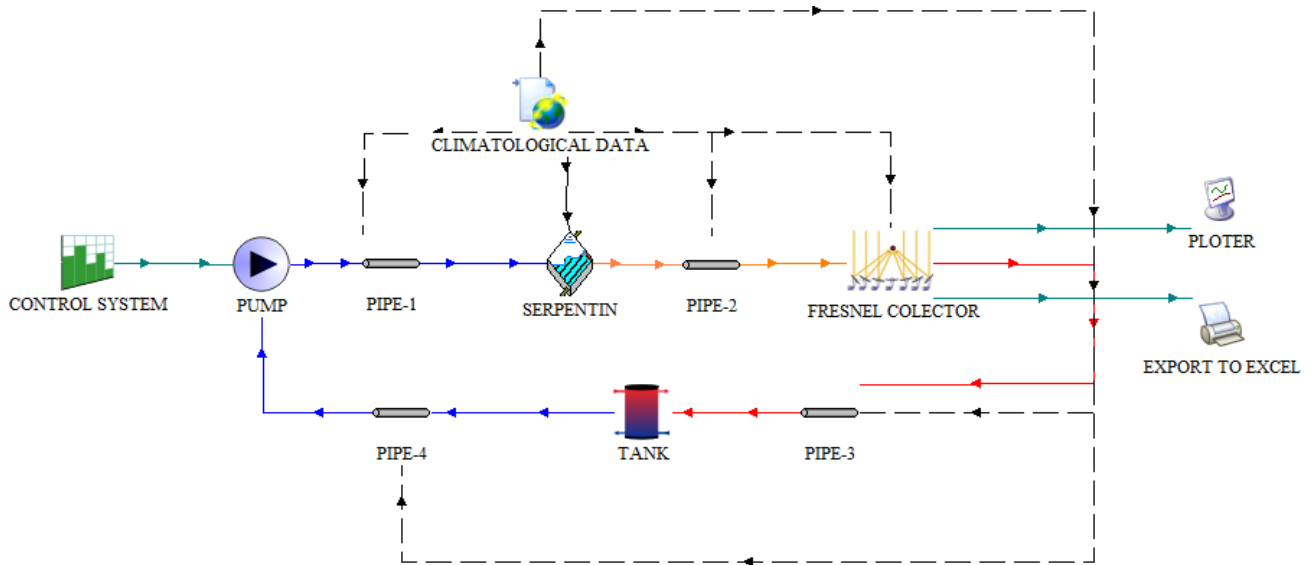 CLIMATOLOGICAL DATA
PLOTER
CONTROL SYSTEM
PUMP
PIPE-1
SERPENTIN
PIPE-2
FRESNEL COLECTOR
EXPORT TO EXCEL
PIPE-4
TANK
PIPE-3